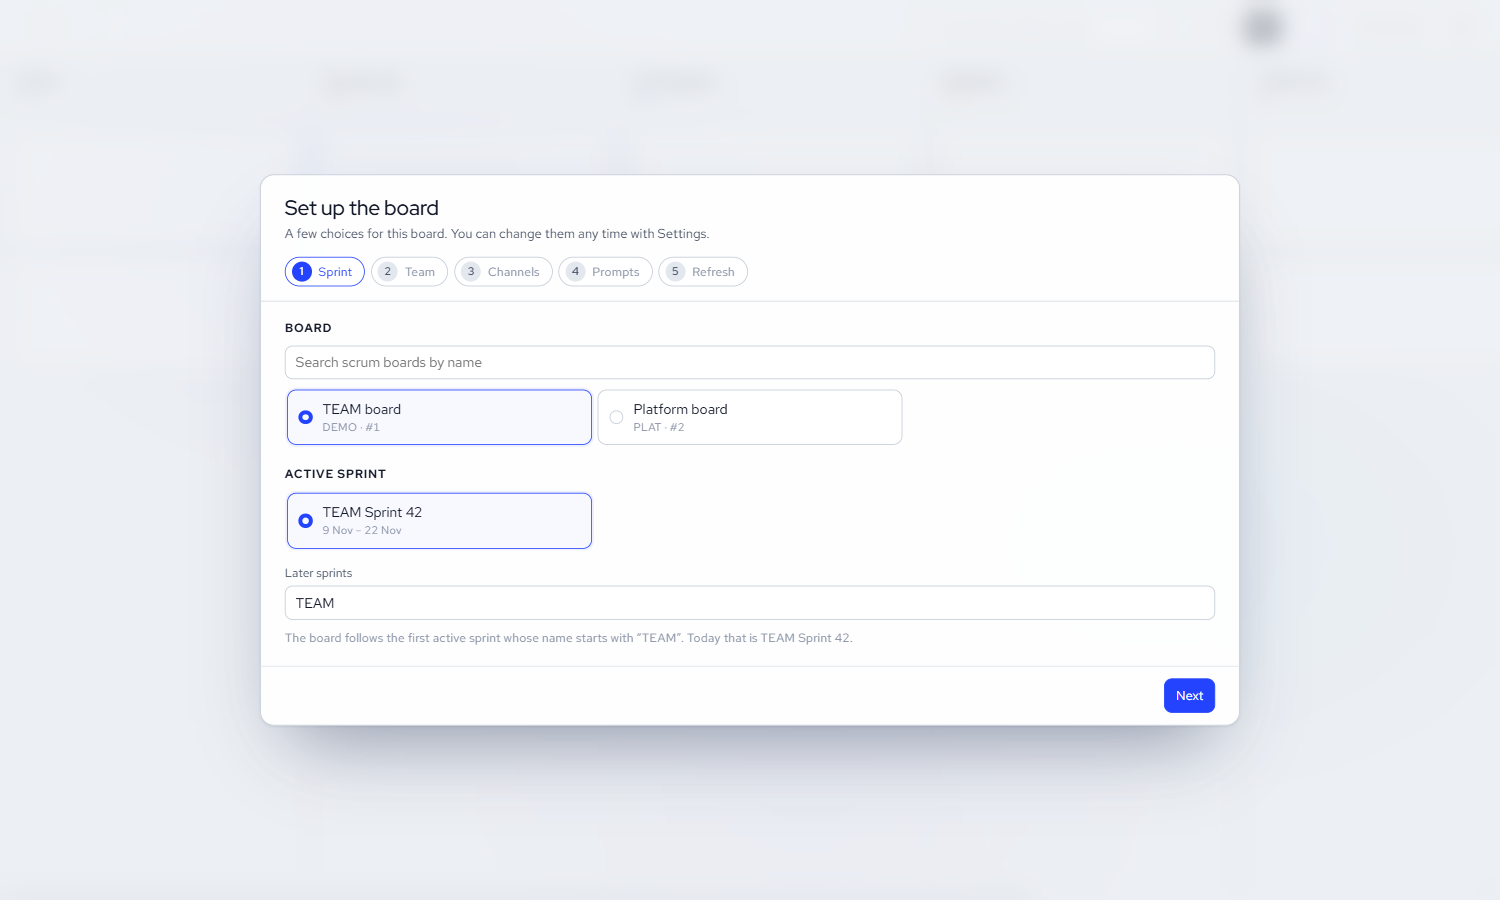 Set up the board
A few choices for this board. You can change them any time with Settings.
1 Sprint 2 Team 3 Channels 4 Prompts 5 Refresh
BOARD
Search scrum boards by name
TEAM board
DEMO · #1
Platform board
PLAT · #2
ACTIVE SPRINT
TEAM Sprint 42
9 Nov – 22 Nov
Later sprints
TEAM
The board follows the first active sprint whose name starts with “TEAM”. Today that is TEAM Sprint 42.
Next